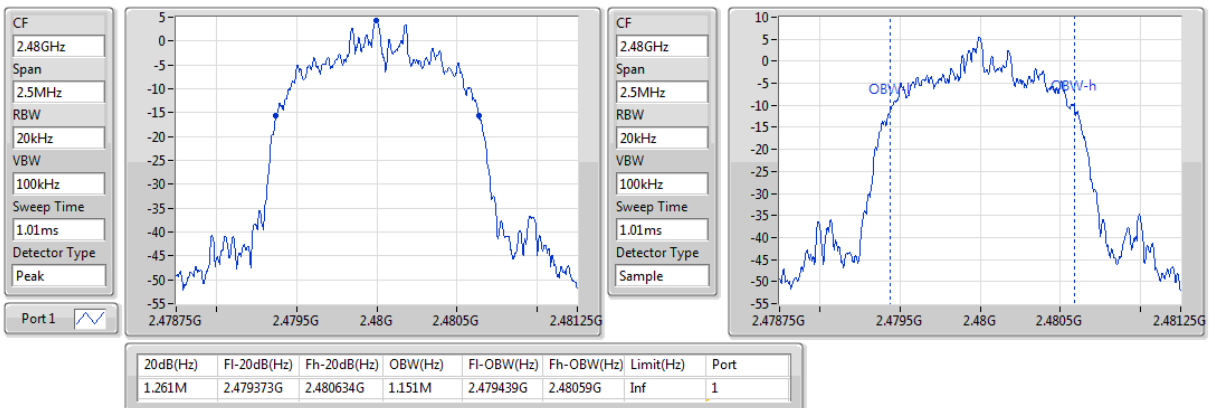 CF
2.48GHz
Span
2.5MHz
RBW
20kHz
VBW
100kHz
Sweep Time
1.01ms
Detector Type
Peak
Port 1
5
0
-5
-10
-15
-20
-25
-30
-35
-40
-45
-50
-55
2.47875G 2.4795G 2.48G 2.4805G 2.48125G
CF
2.48GHz
Span
2.5MHz
RBW
20kHz
VBW
100kHz
Sweep Time
1.01ms
Detector Type
Sample
10
5
0
-5
-10
-15
-20
-25
-30
-35
-40
-45
-50
-55
OBW-l OBW-h
2.47875G 2.4795G 2.48G 2.4805G 2.48125G
20dB(Hz) Fl-20dB(Hz) Fh-20dB(Hz) OBW(Hz) Fl-OBW(Hz) Fh-OBW(Hz) Limit(Hz) Port
1.261M 2.479373G 2.480634G 1.151M 2.479439G 2.48059G Inf 1